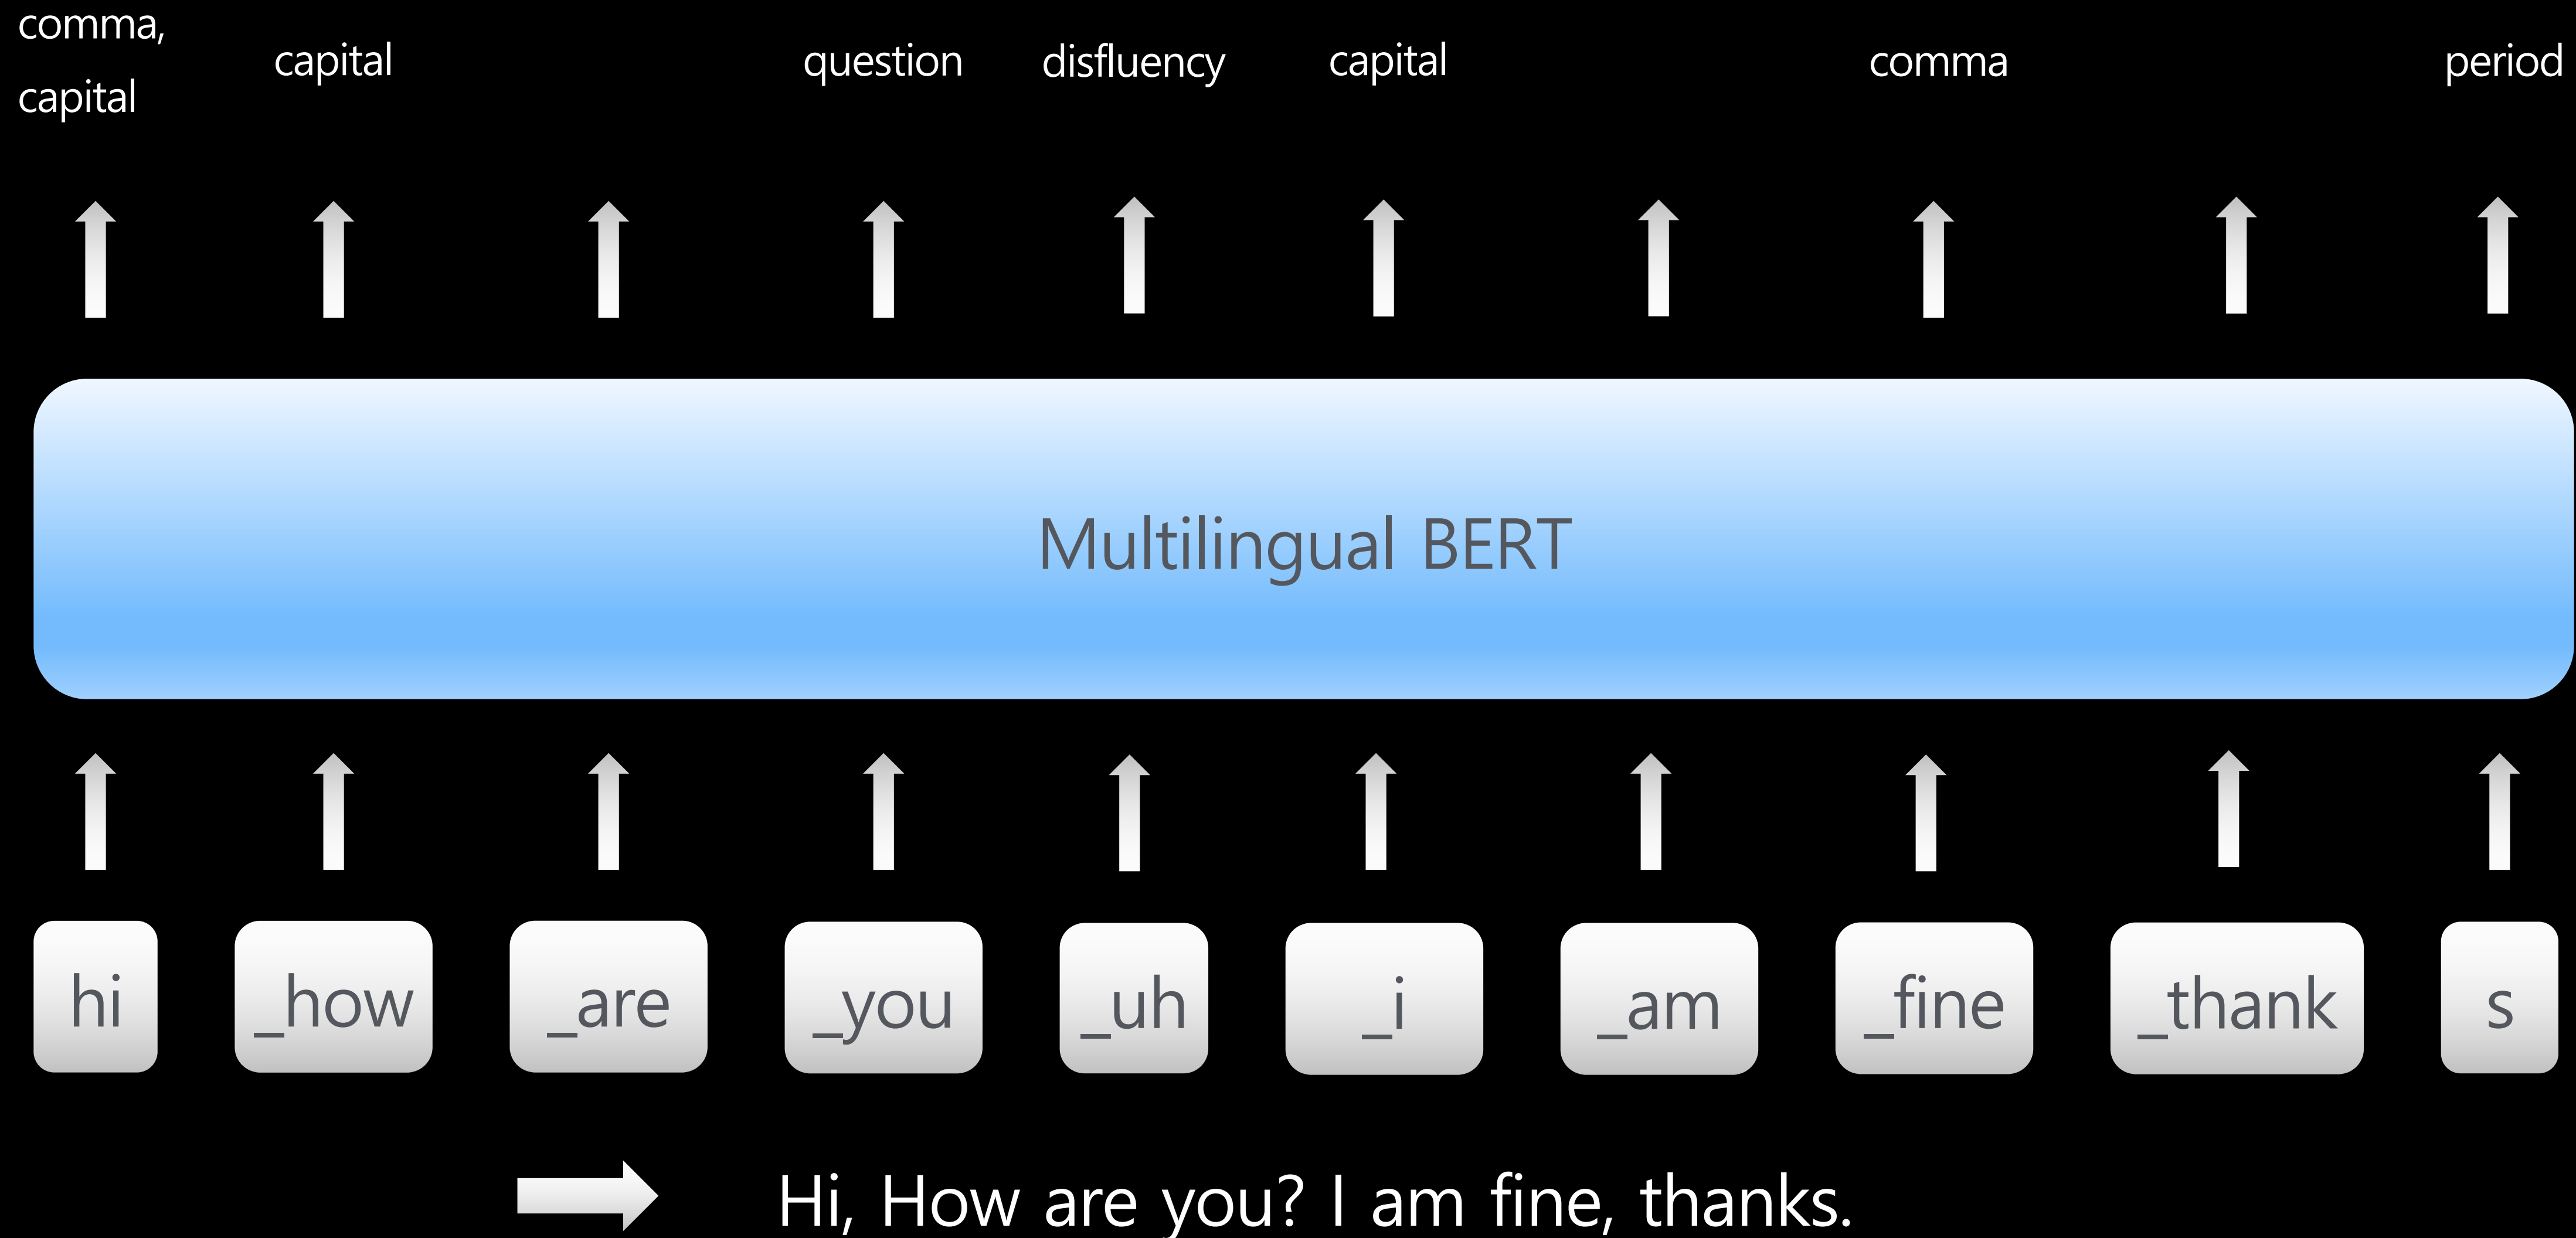 comma,
capital
capital
question
disfluency
capital
comma
period
Multilingual BERT
hi
_how
_are
_you
_uh
_i
_am
_fine
_thank
s
Hi, How are you? I am fine, thanks.